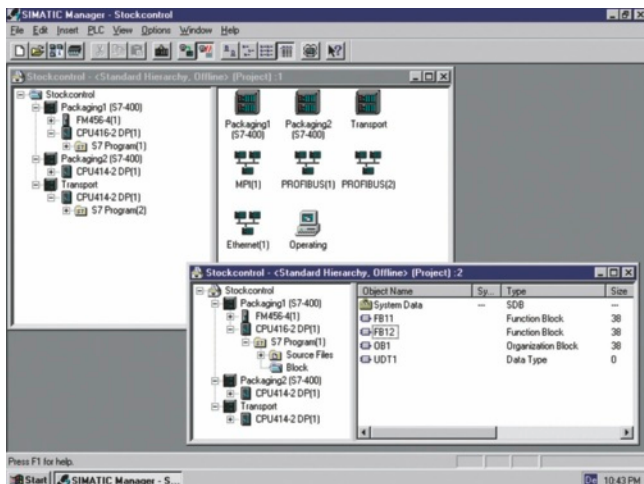 SIMATIC Manager - Stockcontrol
File Edit Insert PLC View Options Window Help
Stockcontrol - <Standard Hierarchy, Offline> (Project) :1
Stockcontrol
Packaging1 (S7-400)
FM456-4(1)
CPU416-2 DP(1)
S7 Program(1)
Packaging2 (S7-400)
CPU414-2 DP(1)
Transport
CPU414-2 DP(1)
S7 Program(2)
Packaging1 (S7-400)
Packaging2 (S7-400)
Transport
MPI(1) PROFIBUS(1) PROFIBUS(2)
Ethernet(1) Operating
Stockcontrol - <Standard Hierarchy, Offline> (Project) :2
Stockcontrol
Packaging1 (S7-400)
FM456-4(1)
CPU416-2 DP(1)
S7 Program(1)
Source Files
Block
Packaging2 (S7-400)
CPU414-2 DP(1)
Transport
CPU414-2 DP(1)
Object Name Sy... Type Size
System Data --- SDB ---
FB11 Function Block 38
FB12 Function Block 38
OB1 Organization Block 38
UDT1 Data Type 0
Press F1 for help.
Start SIMATIC Manager - S... De 10:43 PM